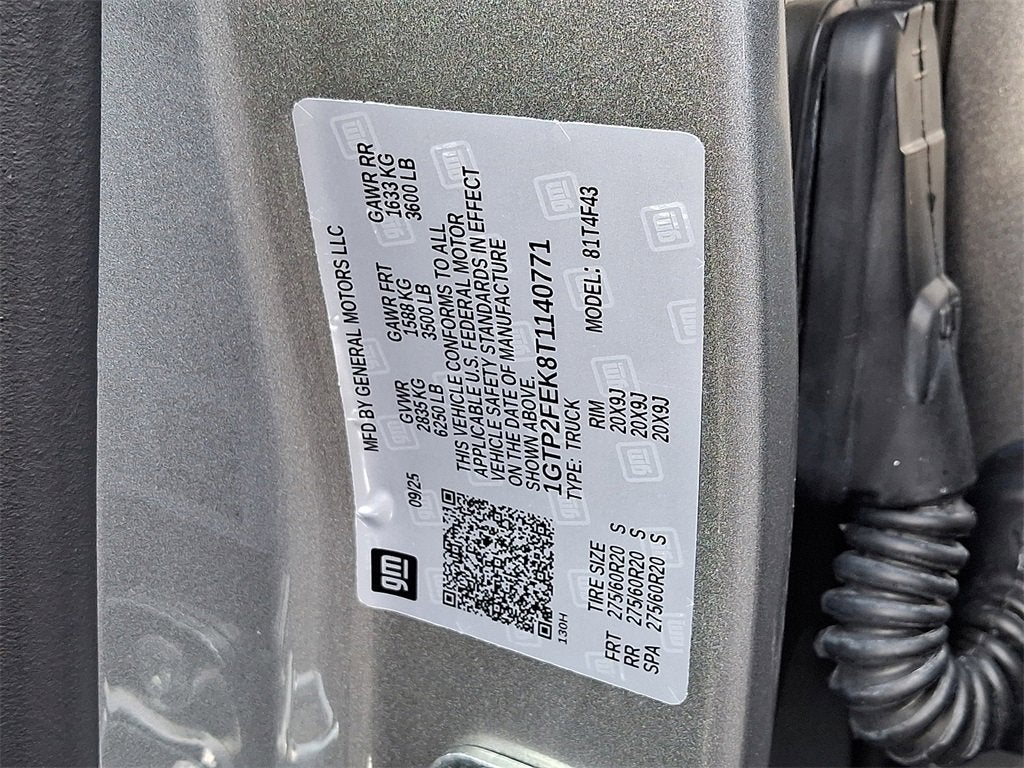 gm
09/25
MFD BY GENERAL MOTORS LLC
GVWR GAWR FRT GAWR RR
2835 KG 1588 KG 1633 KG
6250 LB 3500 LB 3600 LB
THIS VEHICLE CONFORMS TO ALL
APPLICABLE U.S. FEDERAL MOTOR
VEHICLE SAFETY STANDARDS IN EFFECT
ON THE DATE OF MANUFACTURE
SHOWN ABOVE.
1GTP2FEK8T1140771
TYPE: TRUCK MODEL: 81T4F43
130H
TIRE SIZE RIM
FRT 275/60R20 S 20X9J
RR 275/60R20 S 20X9J
SPA 275/60R20 S 20X9J